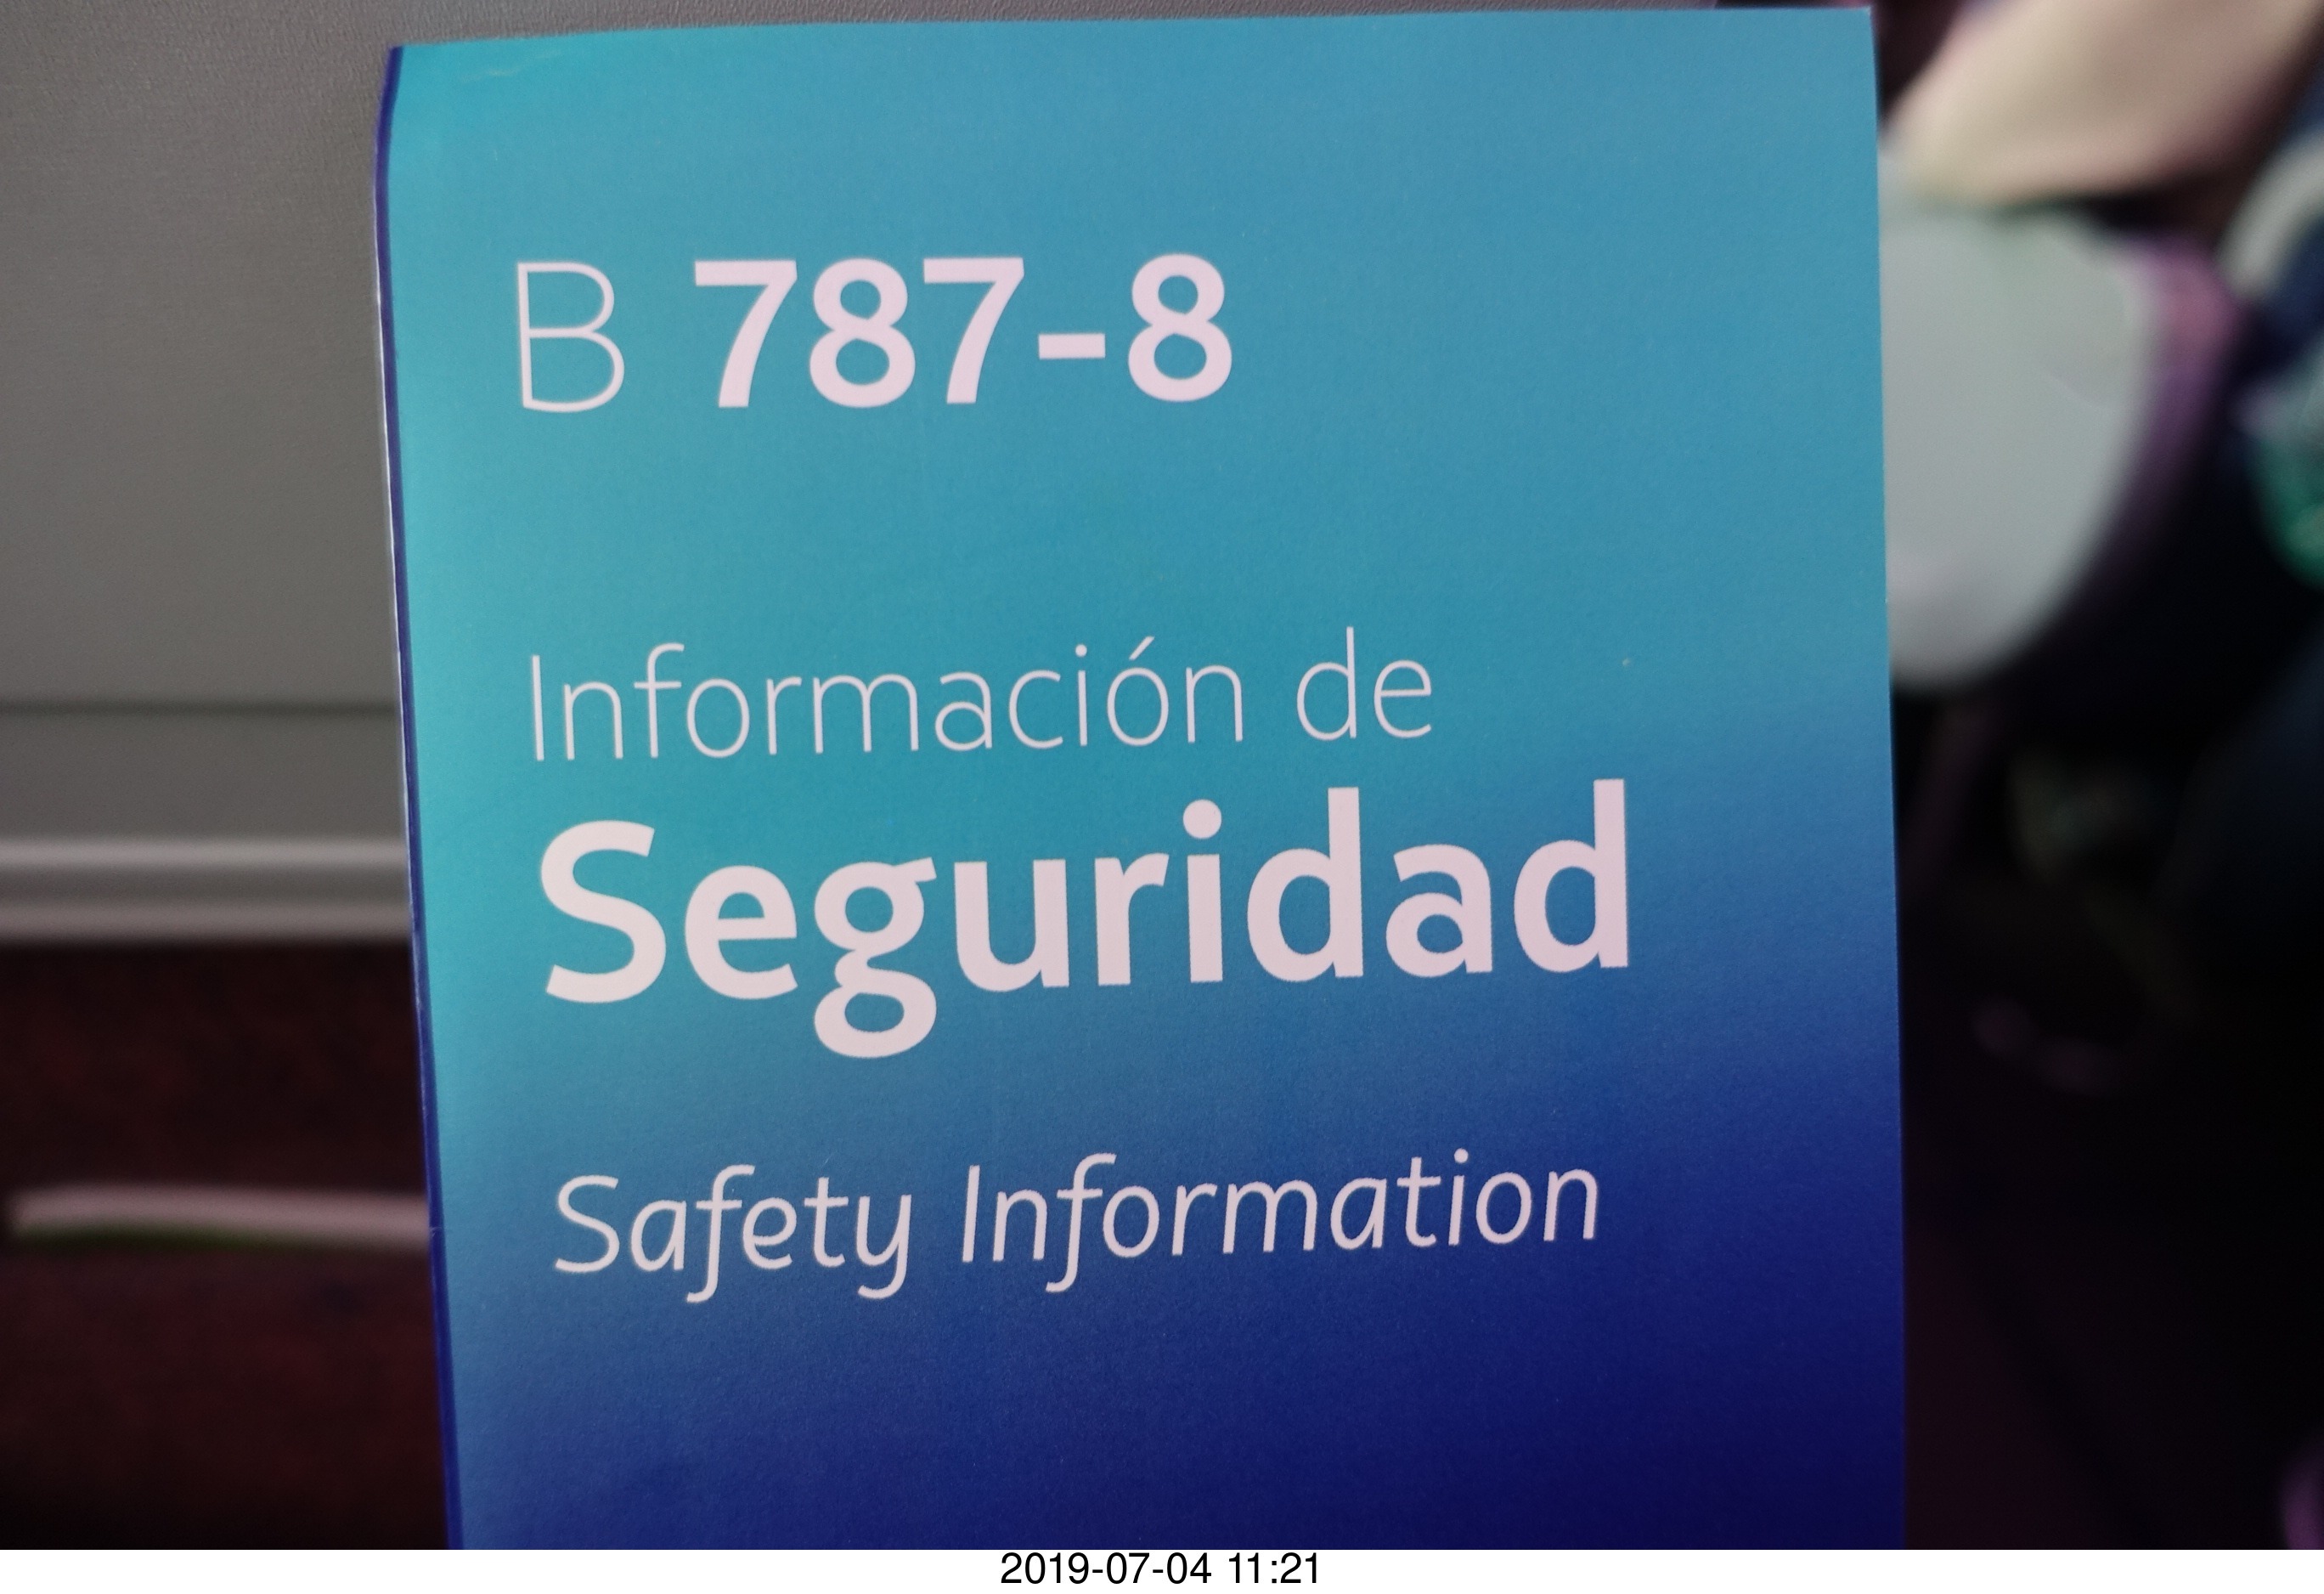 B 787-8
Información de
Seguridad
Safety Information
2019-07-04 11:21